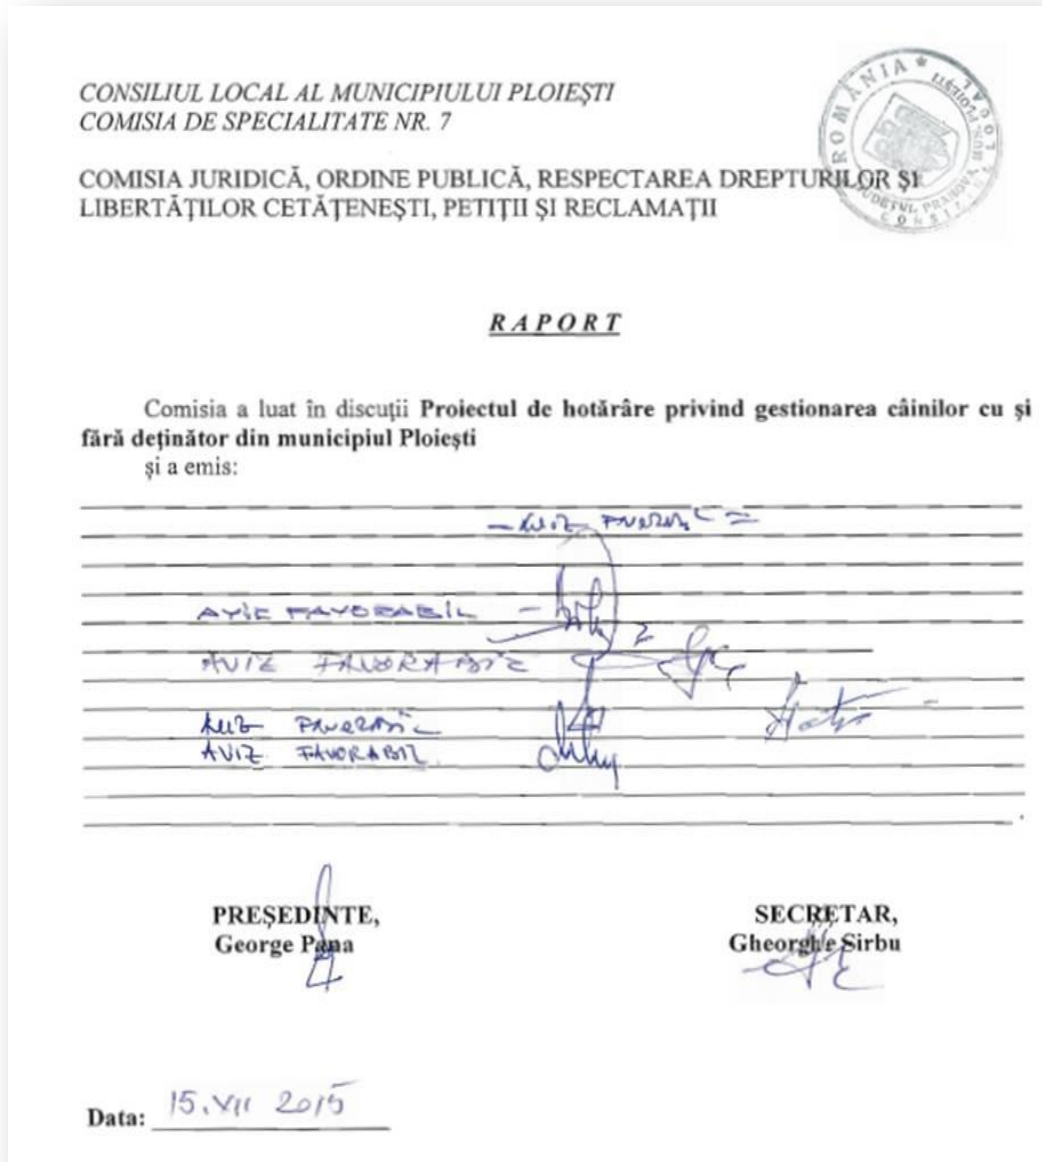 CONSILIUL LOCAL AL MUNICIPIULUI PLOIEŞTI
COMISIA DE SPECIALITATE NR. 7
ROMÂNIA *
JUDEŢUL PRAHOVA
COMISIA JURIDICĂ, ORDINE PUBLICĂ, RESPECTAREA DREPTURILOR ŞI
LIBERTĂŢILOR CETĂŢENEŞTI, PETIŢII ŞI RECLAMAŢII
RAPORT
Comisia a luat în discuţii Proiectul de hotărâre privind gestionarea câinilor cu şi
fără deţinător din municipiul Ploieşti
şi a emis:
AVIZ FAVORABIL
AVIZ FAVORABIL
AVIZ FAVORABIL
PREŞEDINTE,
George Pana
SECRETAR,
Gheorghe Sirbu
Data: 15.VII 2015